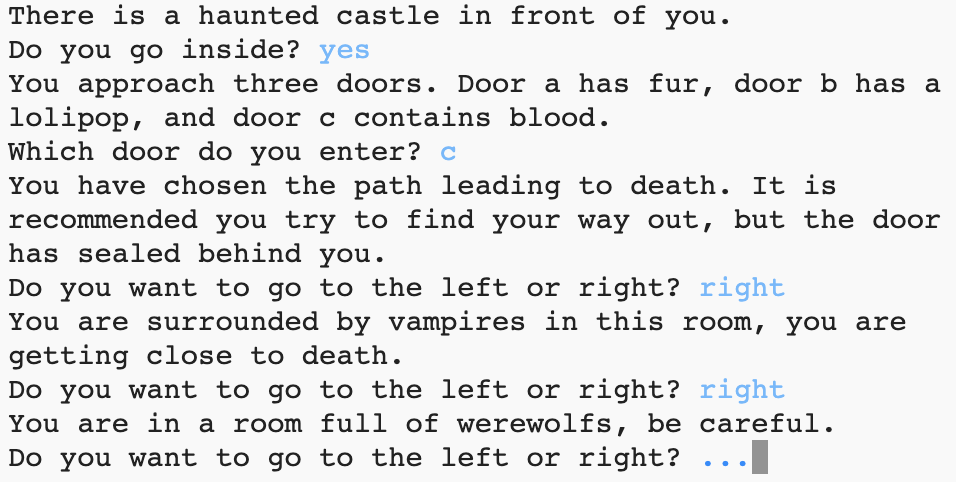 There is a haunted castle in front of you.
Do you go inside? yes
You approach three doors. Door a has fur, door b has a
lolipop, and door c contains blood.
Which door do you enter? c
You have chosen the path leading to death. It is
recommended you try to find your way out, but the door
has sealed behind you.
Do you want to go to the left or right? right
You are surrounded by vampires in this room, you are
getting close to death.
Do you want to go to the left or right? right
You are in a room full of werewolfs, be careful.
Do you want to go to the left or right? ...